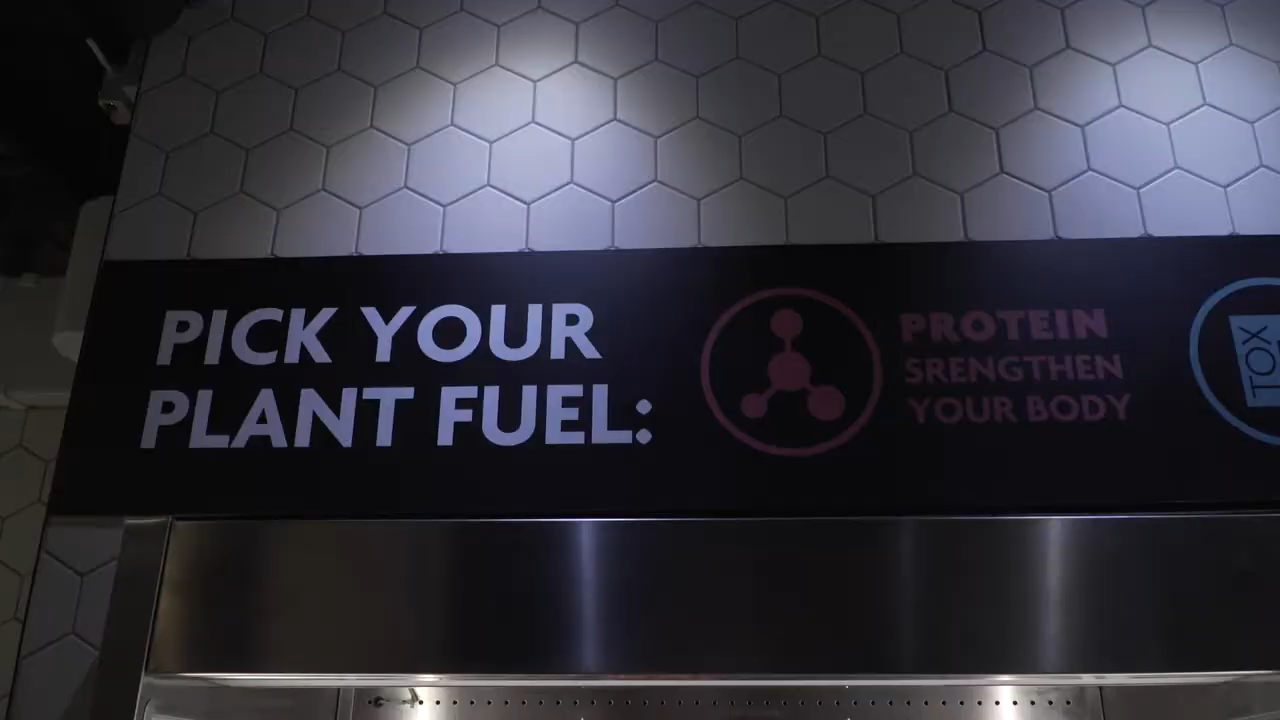 PICK YOUR
PLANT FUEL:
PROTEIN
SRENGTHEN
YOUR BODY
TOX